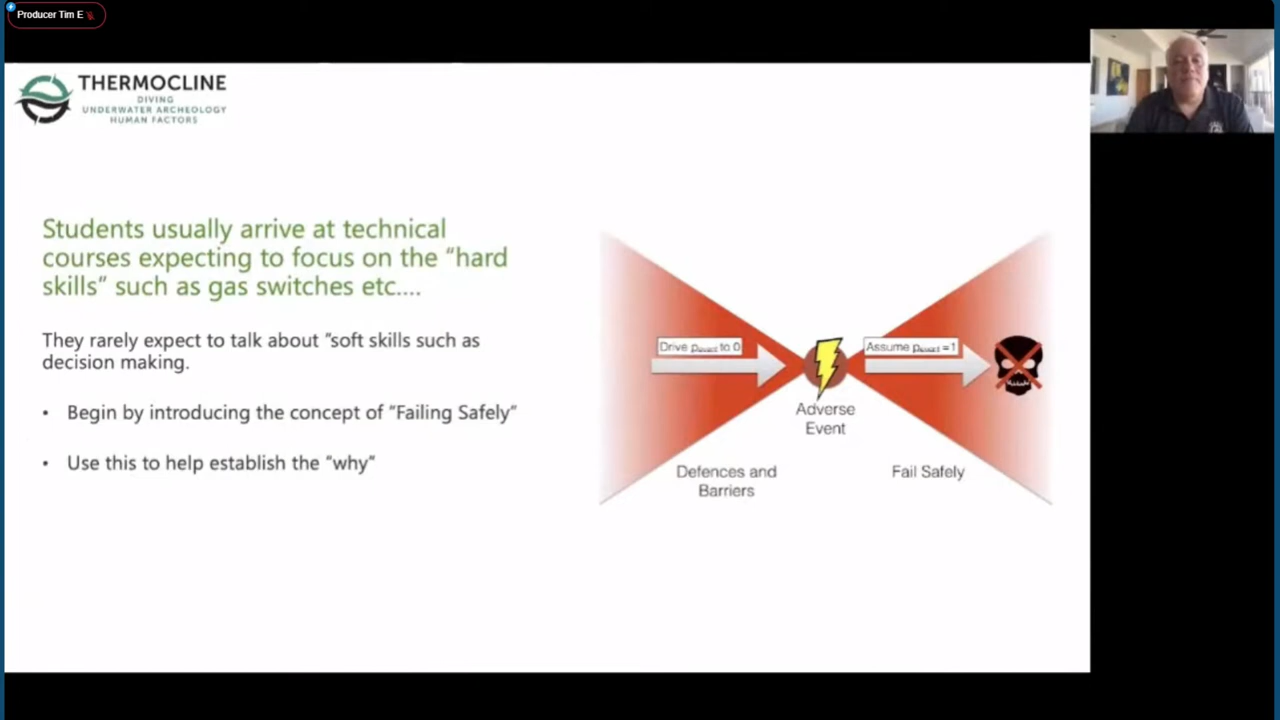 Producer Tim E
THERMOCLINE
DIVING
UNDERWATER ARCHEOLOGY
HUMAN FACTORS
Students usually arrive at technical
courses expecting to focus on the “hard
skills” such as gas switches etc....
They rarely expect to talk about “soft skills such as
decision making.
• Begin by introducing the concept of “Failing Safely”
• Use this to help establish the “why”
Drive pevent to 0
Assume pevent =1
Adverse
Event
Defences and
Barriers
Fail Safely